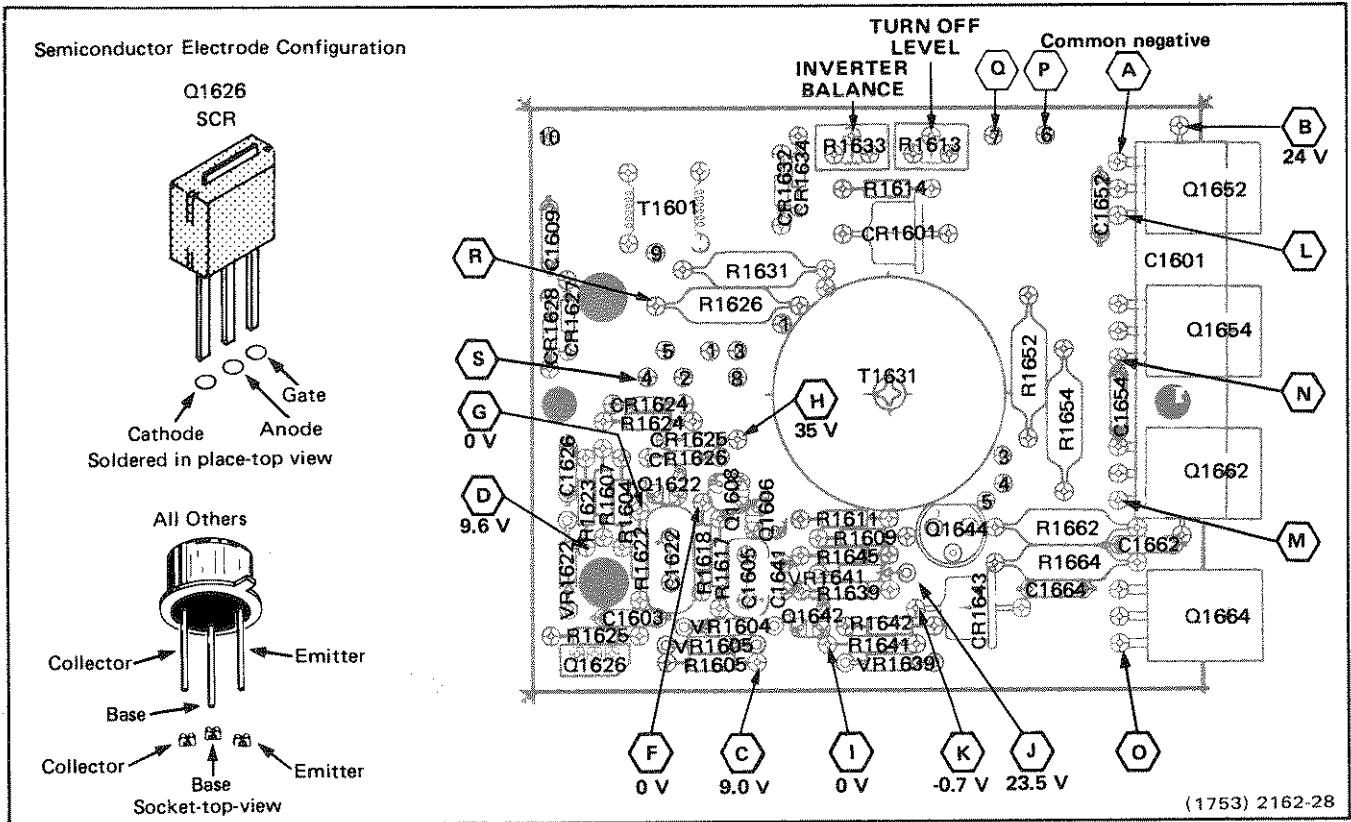 Semiconductor Electrode Configuration
Q1626
SCR
Gate
Anode
Cathode
Soldered in place-top view
All Others
Collector
Emitter
Base
Collector
Emitter
Base
Socket-top-view
TURN OFF
LEVEL
INVERTER
BALANCE
Common negative
Q
P
A
B
24 V
10
7
6
R1633
R1613
CR1632
CR1634
R1614
T1601
CR1601
C1652
Q1652
L
C1609
9
R
R1631
C1601
CR1628
CR1627
R1626
1
Q1654
S
5
1
3
4
2
8
T1631
R1652
R1654
C1654
N
G
0 V
H
35 V
CR1624
R1624
CR1625
CR1626
3
4
5
Q1662
D
9.6 V
C1626
R1623
R1607
R1604
Q1622
Q1608
Q1606
R1611
R1609
R1645
VR1641
R1639
Q1644
R1662
R1664
C1662
M
VR1622
R1622
C1622
R1618
R1617
C1605
C1641
C1603
VR1604
VR1605
R1605
R1625
Q1626
Q1642
R1642
R1641
VR1639
CR1643
C1664
Q1664
F
0 V
C
9.0 V
I
0 V
K
-0.7 V
J
23.5 V
O
(1753) 2162-28